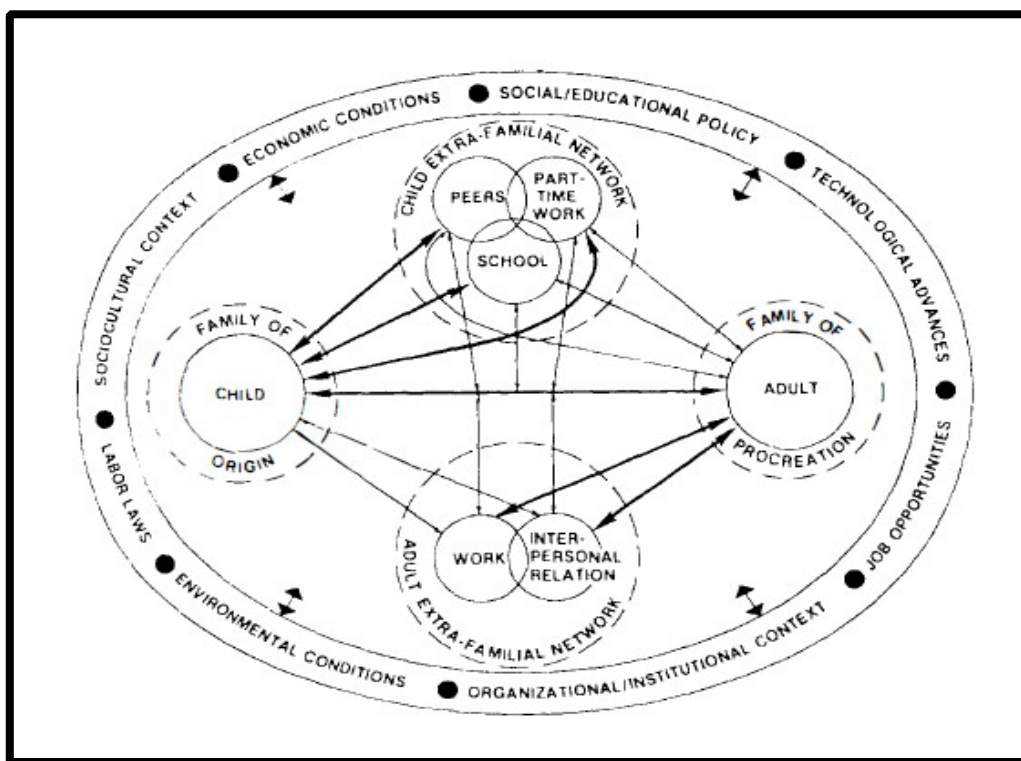 SOCIOCULTURAL CONTEXT
ECONOMIC CONDITIONS
SOCIAL/EDUCATIONAL POLICY
TECHNOLOGICAL ADVANCES
JOB OPPORTUNITIES
ORGANIZATIONAL/INSTITUTIONAL CONTEXT
ENVIRONMENTAL CONDITIONS
LABOR LAWS
CHILD EXTRA-FAMILIAL NETWORK
PEERS
PART-
TIME
WORK
SCHOOL
FAMILY OF
CHILD
ORIGIN
FAMILY OF
ADULT
PROCREATION
WORK
INTER-
PERSONAL
RELATION
ADULT EXTRA-FAMILIAL NETWORK